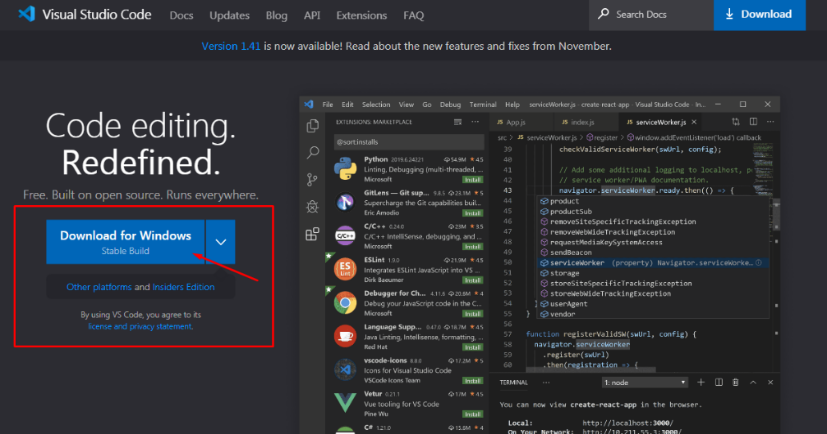 Visual Studio Code Docs Updates Blog API Extensions FAQ Search Docs Download
Version 1.41 is now available! Read about the new features and fixes from November.
Code editing.
Redefined.
Free. Built on open source. Runs everywhere.
Download for Windows
Stable Build
Other platforms and Insiders Edition
By using VS Code, you agree to its
license and privacy statement.
File Edit Selection View Go Debug Terminal Help serviceWorker.js - create-react-app - Visual Studio Code - In...
EXTENSIONS MARKETPLACE
@sort:installs
Python 2019.6.24221 54.9M 4.5
Linting, Debugging (multi-threaded, ...
Microsoft Install
GitLens — Git sup... 9.8.5 23.1M 5
Supercharge the Git capabilities buil...
Eric Amodio Install
C/C++ 0.24.0 23M 3.5
C/C++ IntelliSense, debugging, and ...
Microsoft Install
ESLint 1.9.0 21.9M 4.5
Integrates ESLint JavaScript into VS ...
Dirk Baeumer Install
Debugger for Ch... 4.11.6 20.6M 4
Debug your JavaScript code in the C...
Microsoft Install
Language Supp... 0.47.0 18.7M 4.5
Java Linting, Intellisense, formatting, ...
Red Hat Install
vscode-icons 8.8.0 17.2M 5
Icons for Visual Studio Code
VSCode Icons Team Install
Vetur 0.21.1 17M 4.5
Vue tooling for VS Code
Pine Wu Install
C# 1.21.0 15.6M 4
App.js index.js serviceWorker.js
src serviceWorker.js register window.addEventListener('load') callback
39 checkValidServiceWorker(swUrl, config);
40
41 // Add some additional logging to localhost, po
42 // service worker/PWA documentation.
43 navigator.serviceWorker.ready.then(() => {
product
productSub
removeSiteSpecificTrackingException
removeWebWideTrackingException
requestMediaKeySystemAccess
sendBeacon
50 serviceWorker (property) Navigator.serviceWorke...
storage
storeSiteSpecificTrackingException
storeWebWideTrackingException
54 } userAgent
55 } vendor
56
57 function registerValidSW(swUrl, config) {
58 navigator.serviceWorker
59 .register(swUrl)
60 .then(registration => {
TERMINAL ... 1: node
You can now view create-react-app in the browser.
Local: http://localhost:3000/
On Your Network: http://10.211.55.3:3000/